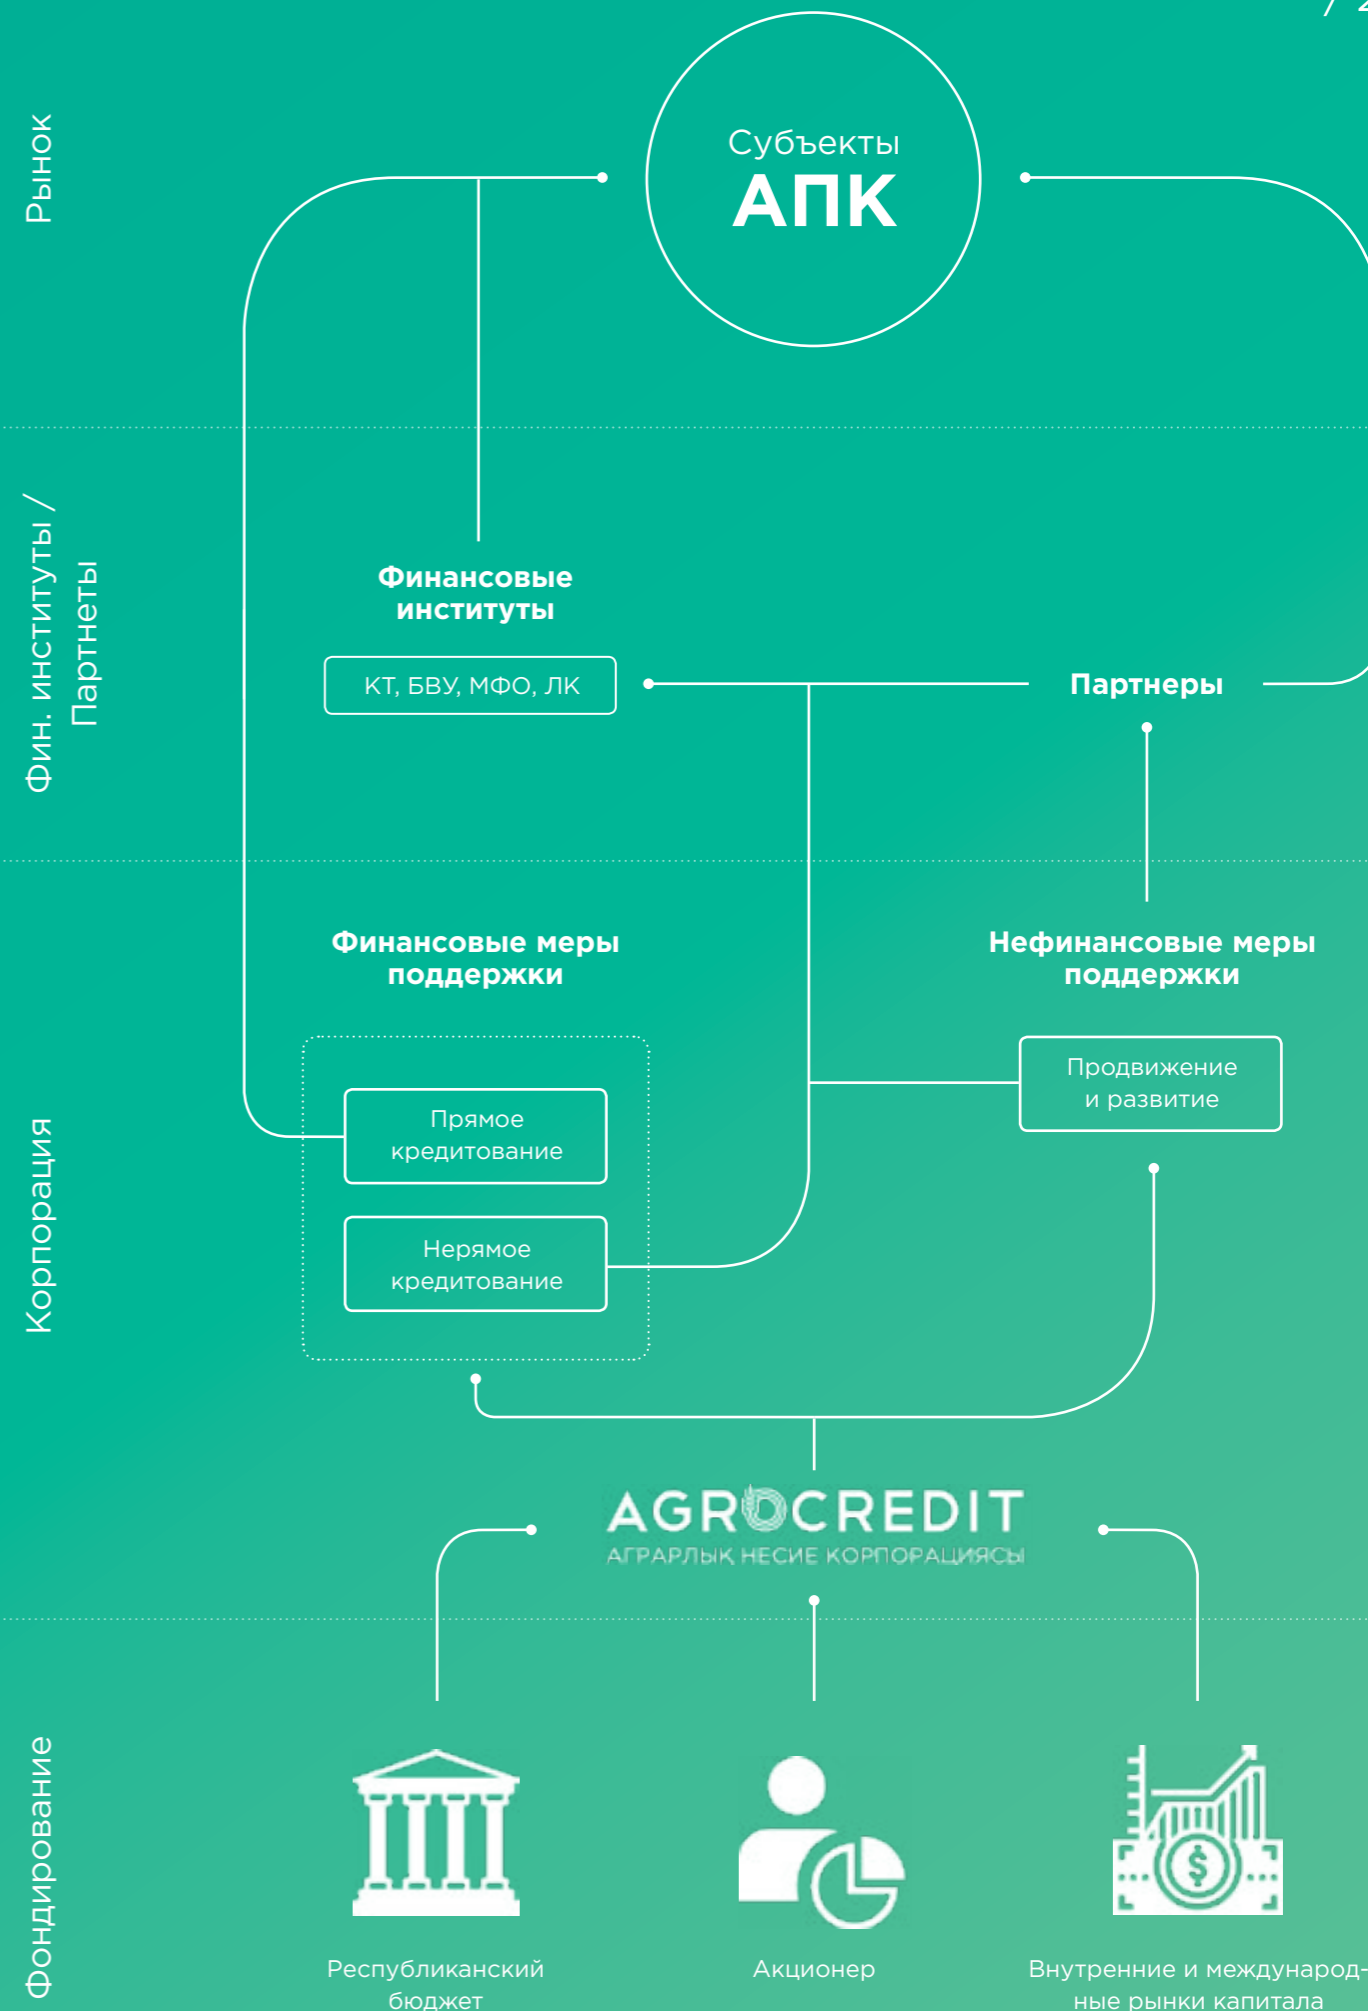 / 2
Рынок
Субъекты
АПК
Фин. институты /
Партнеты
Финансовые
институты
КТ, БВУ, МФО, ЛК
Партнеры
Корпорация
Финансовые меры
поддержки
Нефинансовые меры
поддержки
Прямое
кредитование
Продвижение
и развитие
Нерямое
кредитование
AGROCREDIT
АГРАРЛЫҚ НЕСИЕ КОРПОРАЦИЯСЫ
Фондирование
Республиканский
бюджет
Акционер
Внутренние и международ-
ные рынки капитала